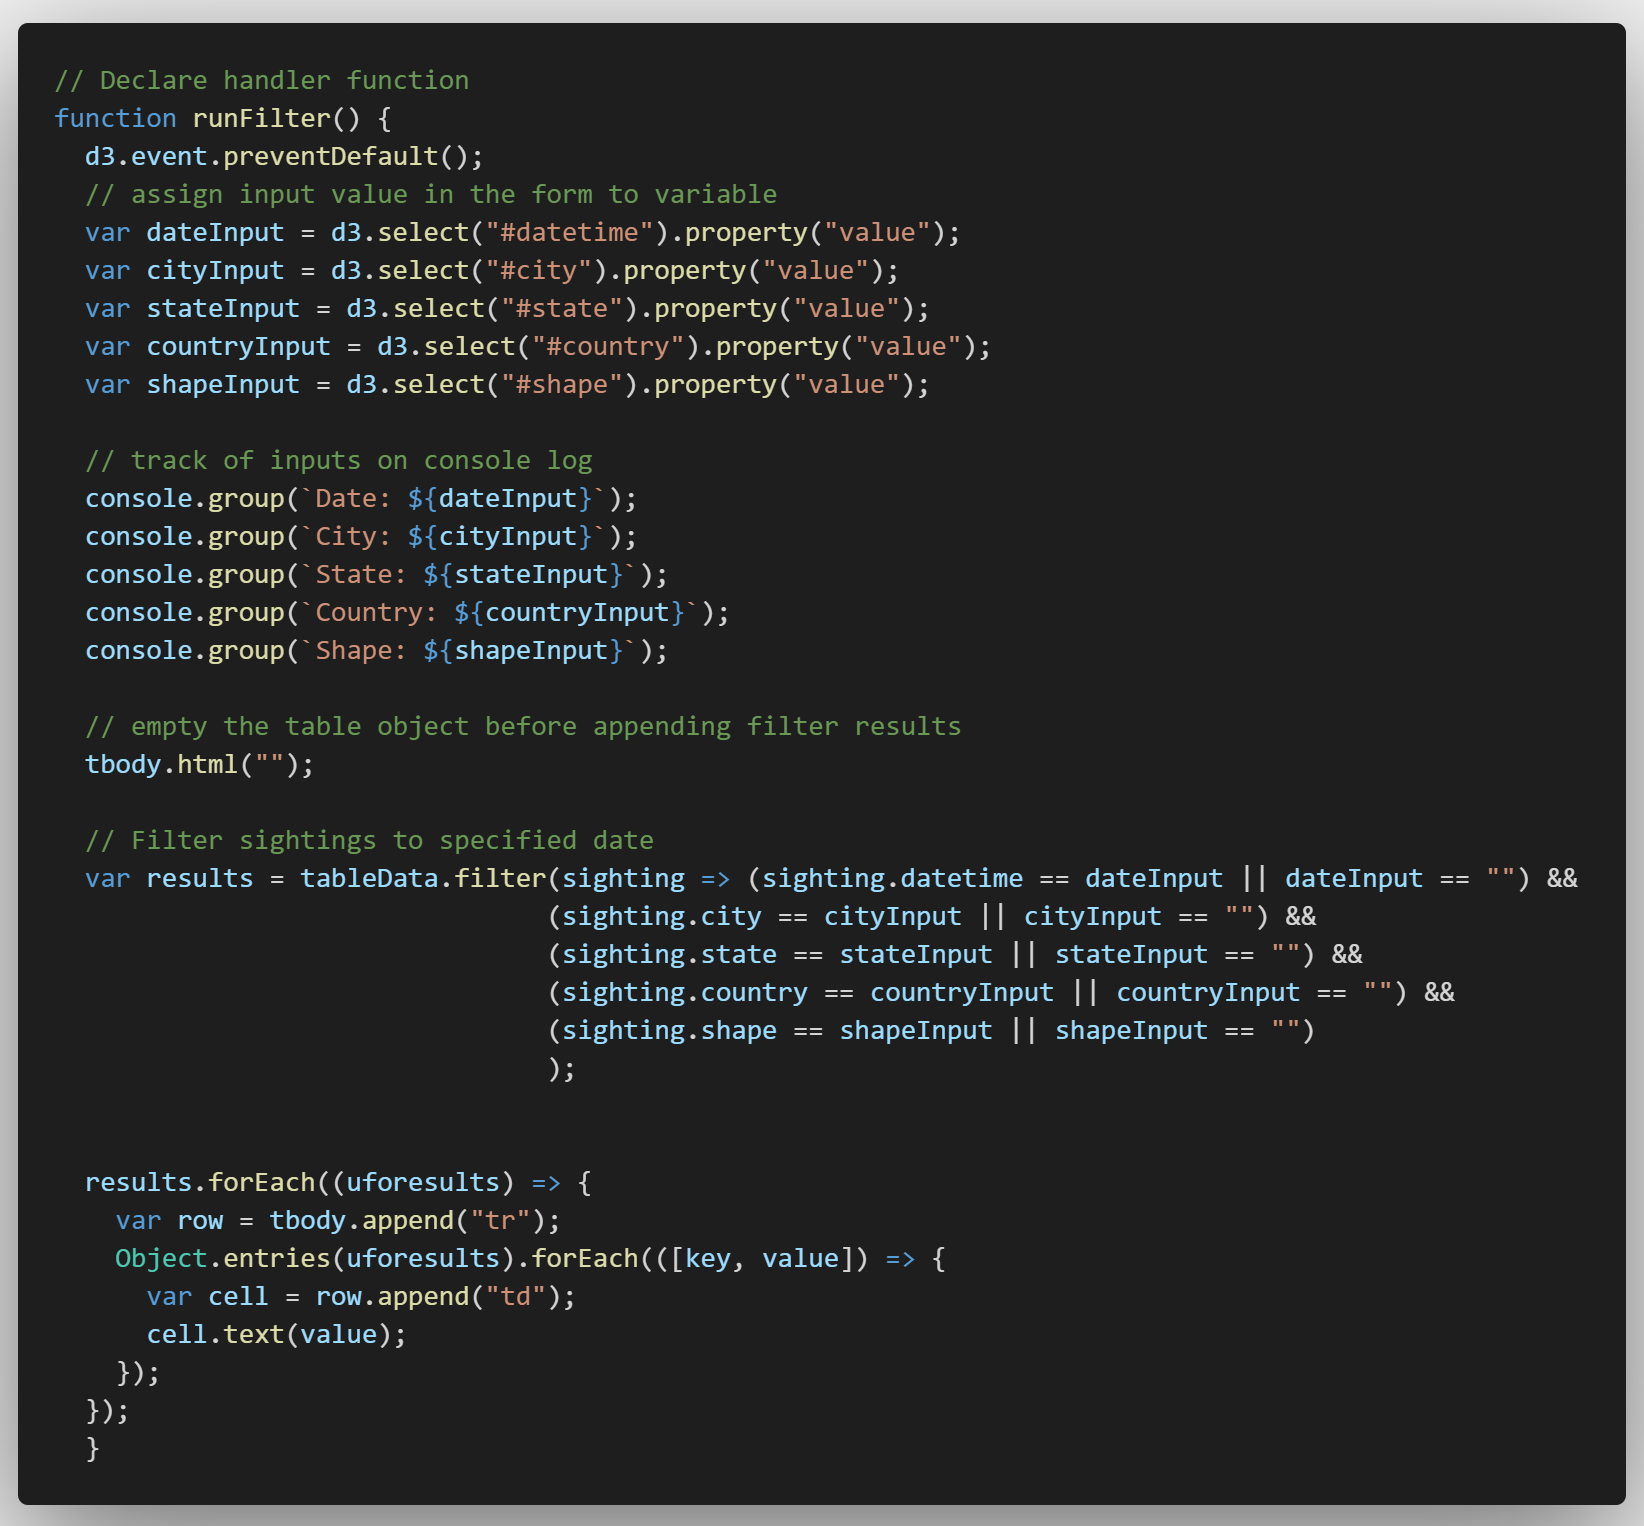 // Declare handler function
function runFilter() {
  d3.event.preventDefault();
  // assign input value in the form to variable
  var dateInput = d3.select("#datetime").property("value");
  var cityInput = d3.select("#city").property("value");
  var stateInput = d3.select("#state").property("value");
  var countryInput = d3.select("#country").property("value");
  var shapeInput = d3.select("#shape").property("value");

  // track of inputs on console log
  console.group(`Date: ${dateInput}`);
  console.group(`City: ${cityInput}`);
  console.group(`State: ${stateInput}`);
  console.group(`Country: ${countryInput}`);
  console.group(`Shape: ${shapeInput}`);

  // empty the table object before appending filter results
  tbody.html("");

  // Filter sightings to specified date
  var results = tableData.filter(sighting => (sighting.datetime == dateInput || dateInput == "") &&
                                (sighting.city == cityInput || cityInput == "") &&
                                (sighting.state == stateInput || stateInput == "") &&
                                (sighting.country == countryInput || countryInput == "") &&
                                (sighting.shape == shapeInput || shapeInput == "")
                                );


  results.forEach((uforesults) => {
    var row = tbody.append("tr");
    Object.entries(uforesults).forEach(([key, value]) => {
      var cell = row.append("td");
      cell.text(value);
    });
  });
  }